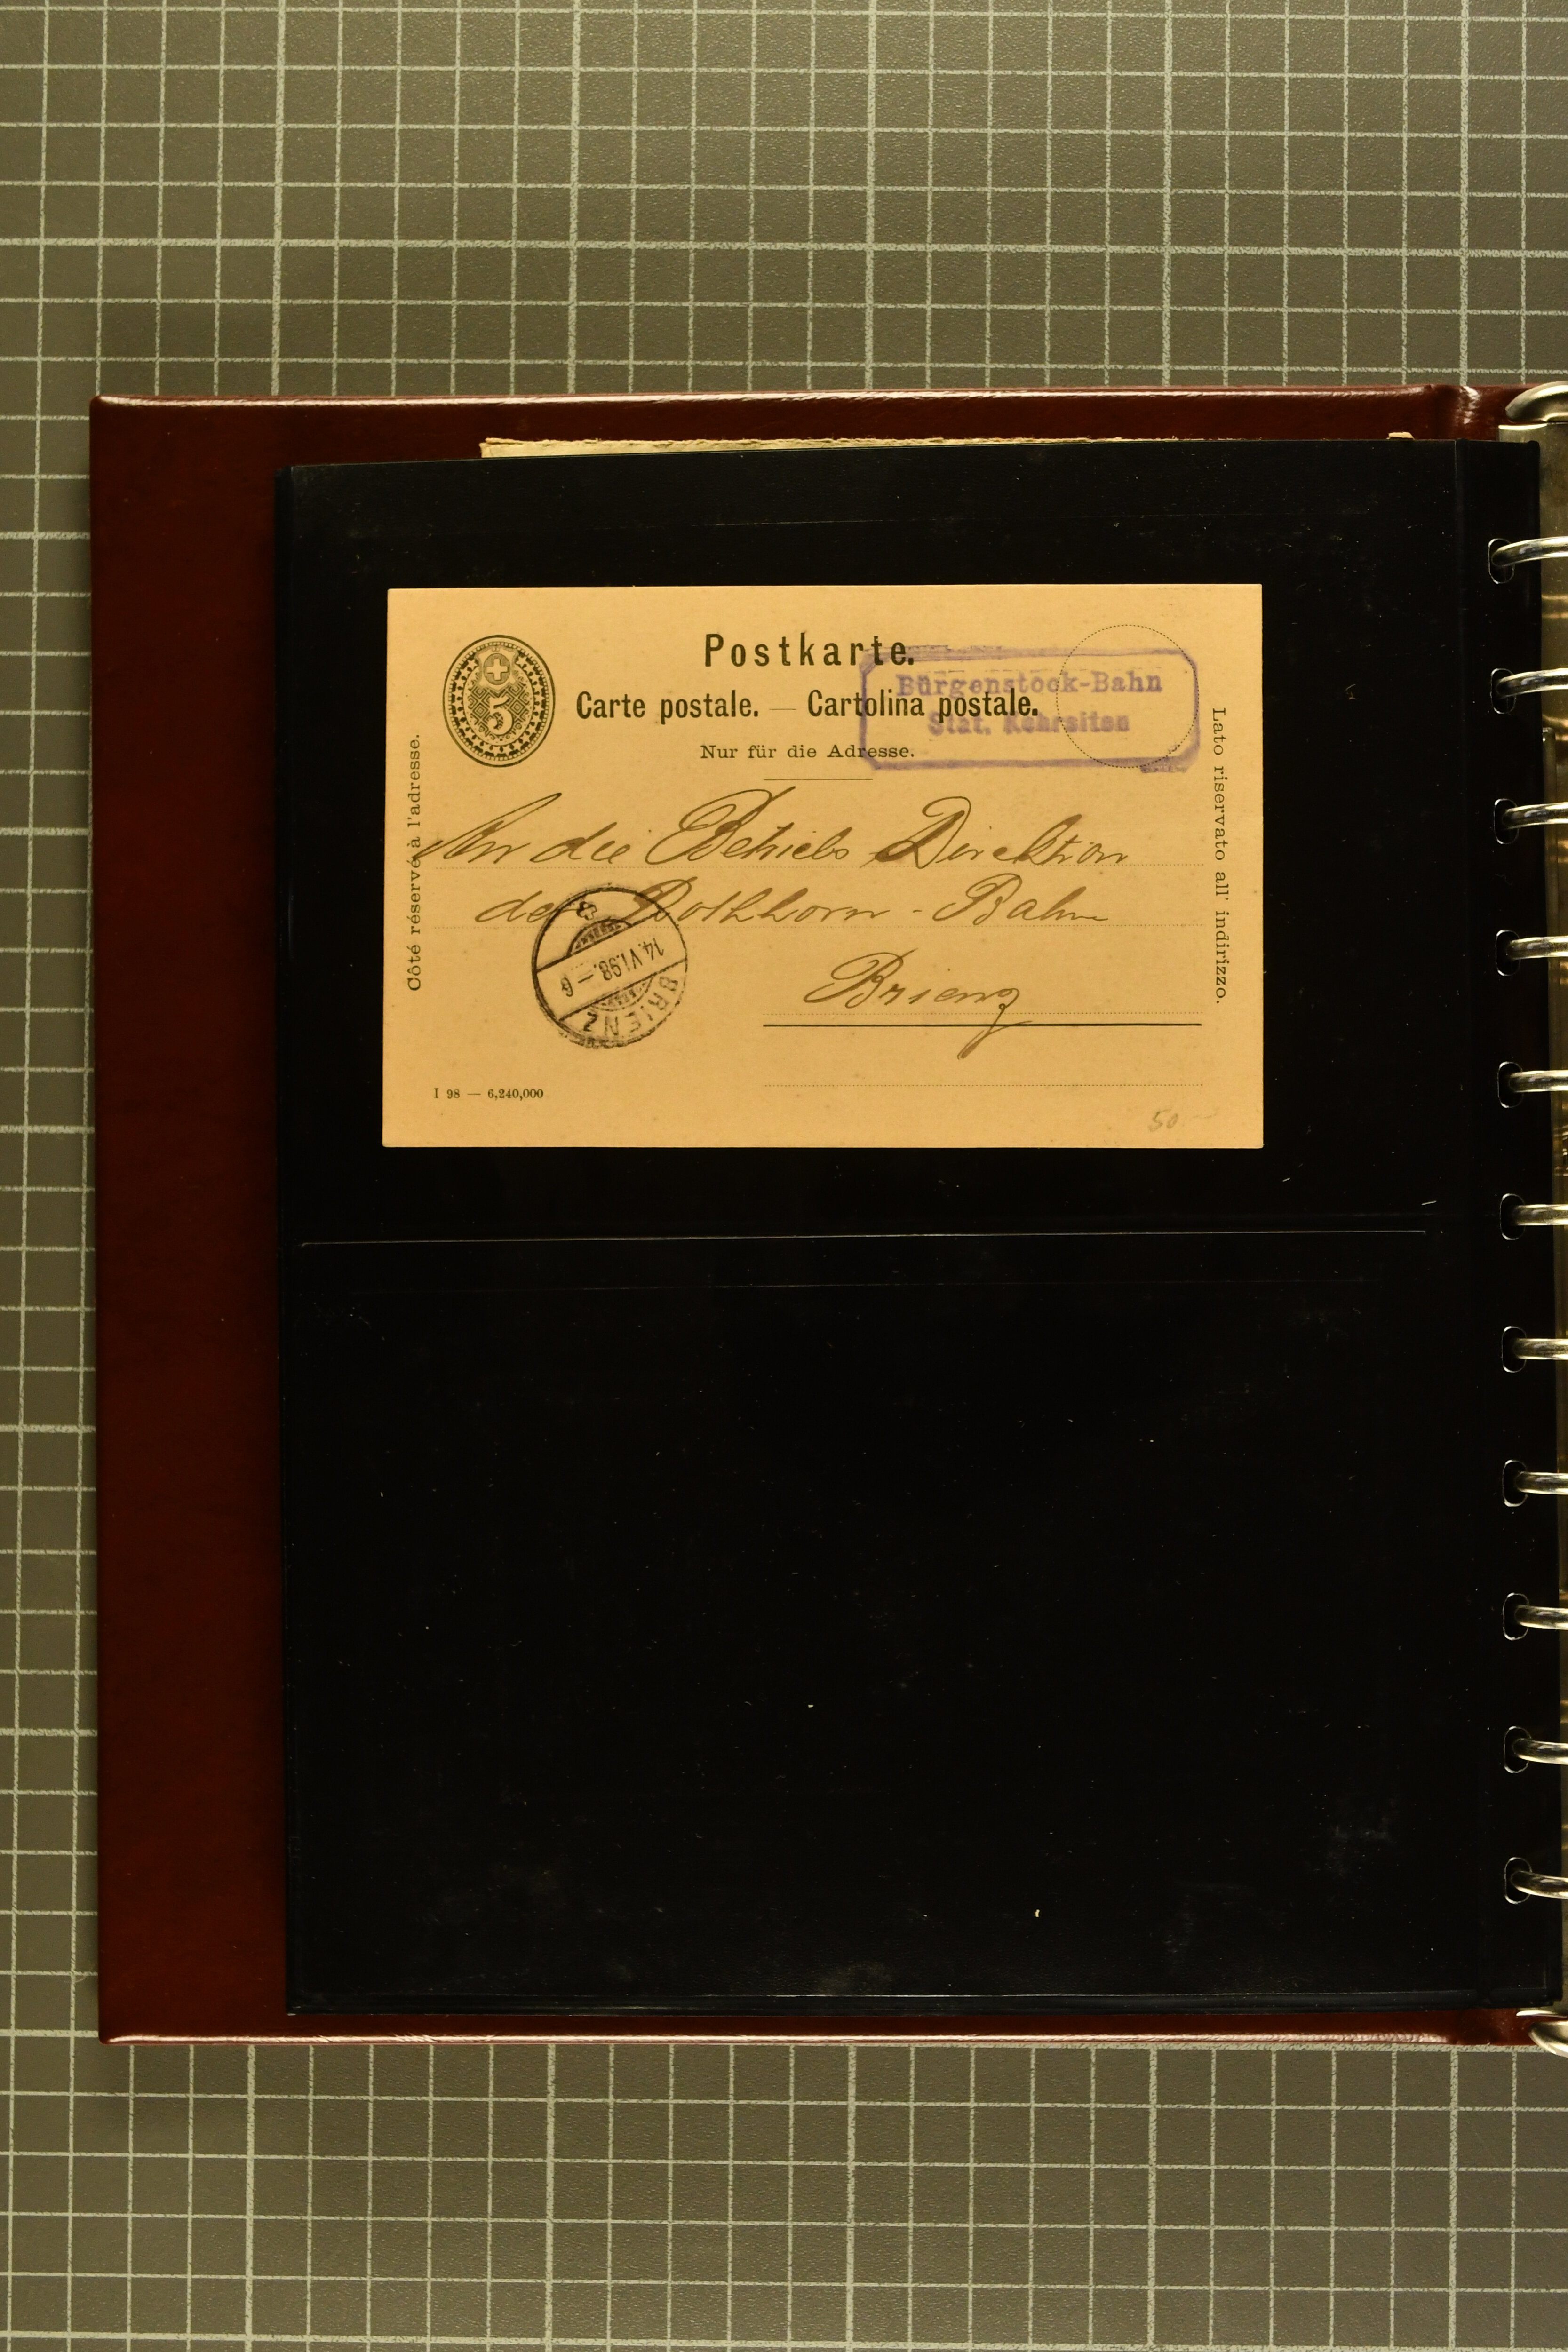 Postkarte.
Carte postale. — Cartolina postale.
Nur für die Adresse.
5
Bürgenstock-Bahn
Stat. Kehrsiten
Côté réservé à l'adresse.
Lato riservato all' indirizzo.
An die Betriebs Direktion
der Rothhorn-Bahn
Brienz
14.VI.98.— 6
BRIENZ
I 98 — 6,240,000
50 —